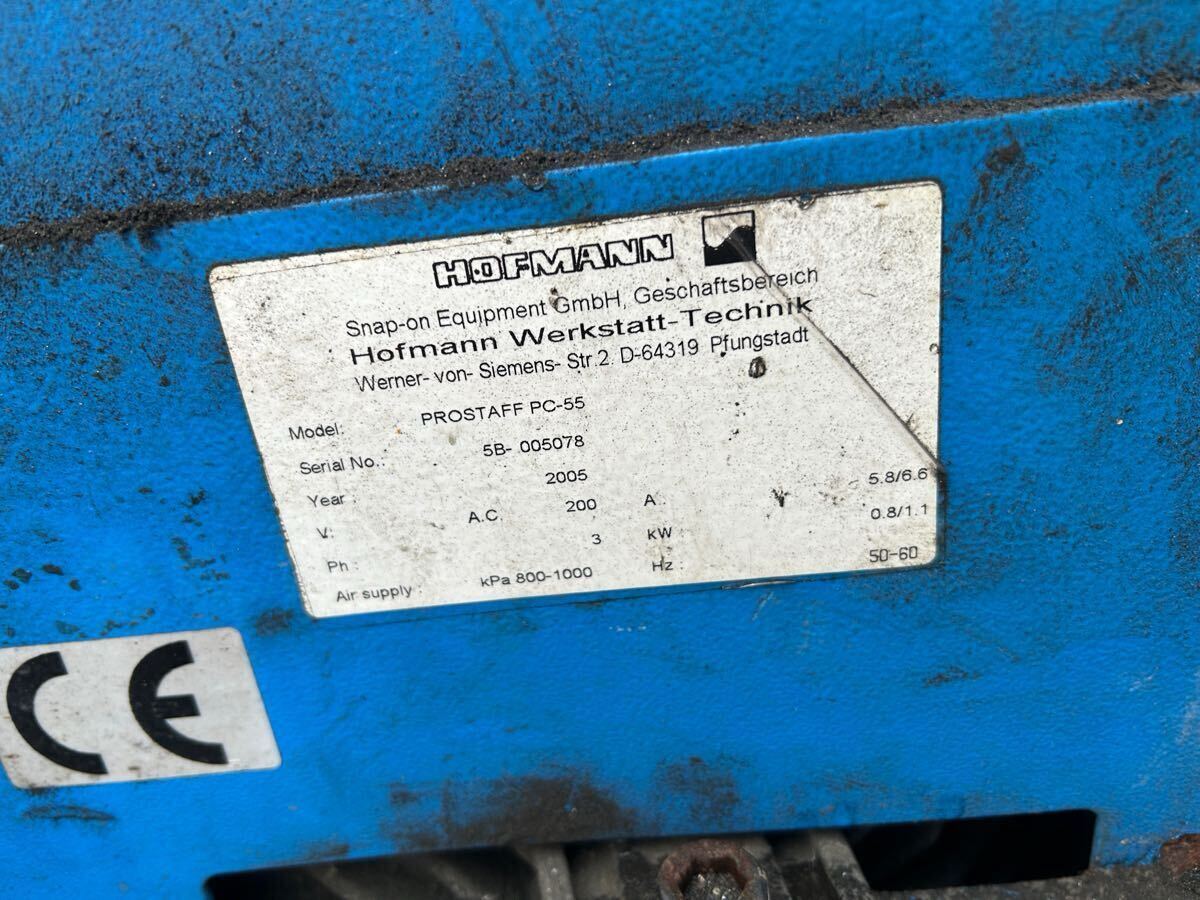 HOFMANN
Snap-on Equipment GmbH, Geschaftsbereich
Hofmann Werkstatt-Technik
Werner- von- Siemens- Str.2. D-64319 Pfungstadt
Model: PROSTAFF PC-55
Serial No.: 5B- 005078
Year : 2005
V: A.C. 200 A.: 5.8/6.6
Ph : 3 kW : 0.8/1.1
Air supply : kPa 800-1000 Hz : 50-60
CE